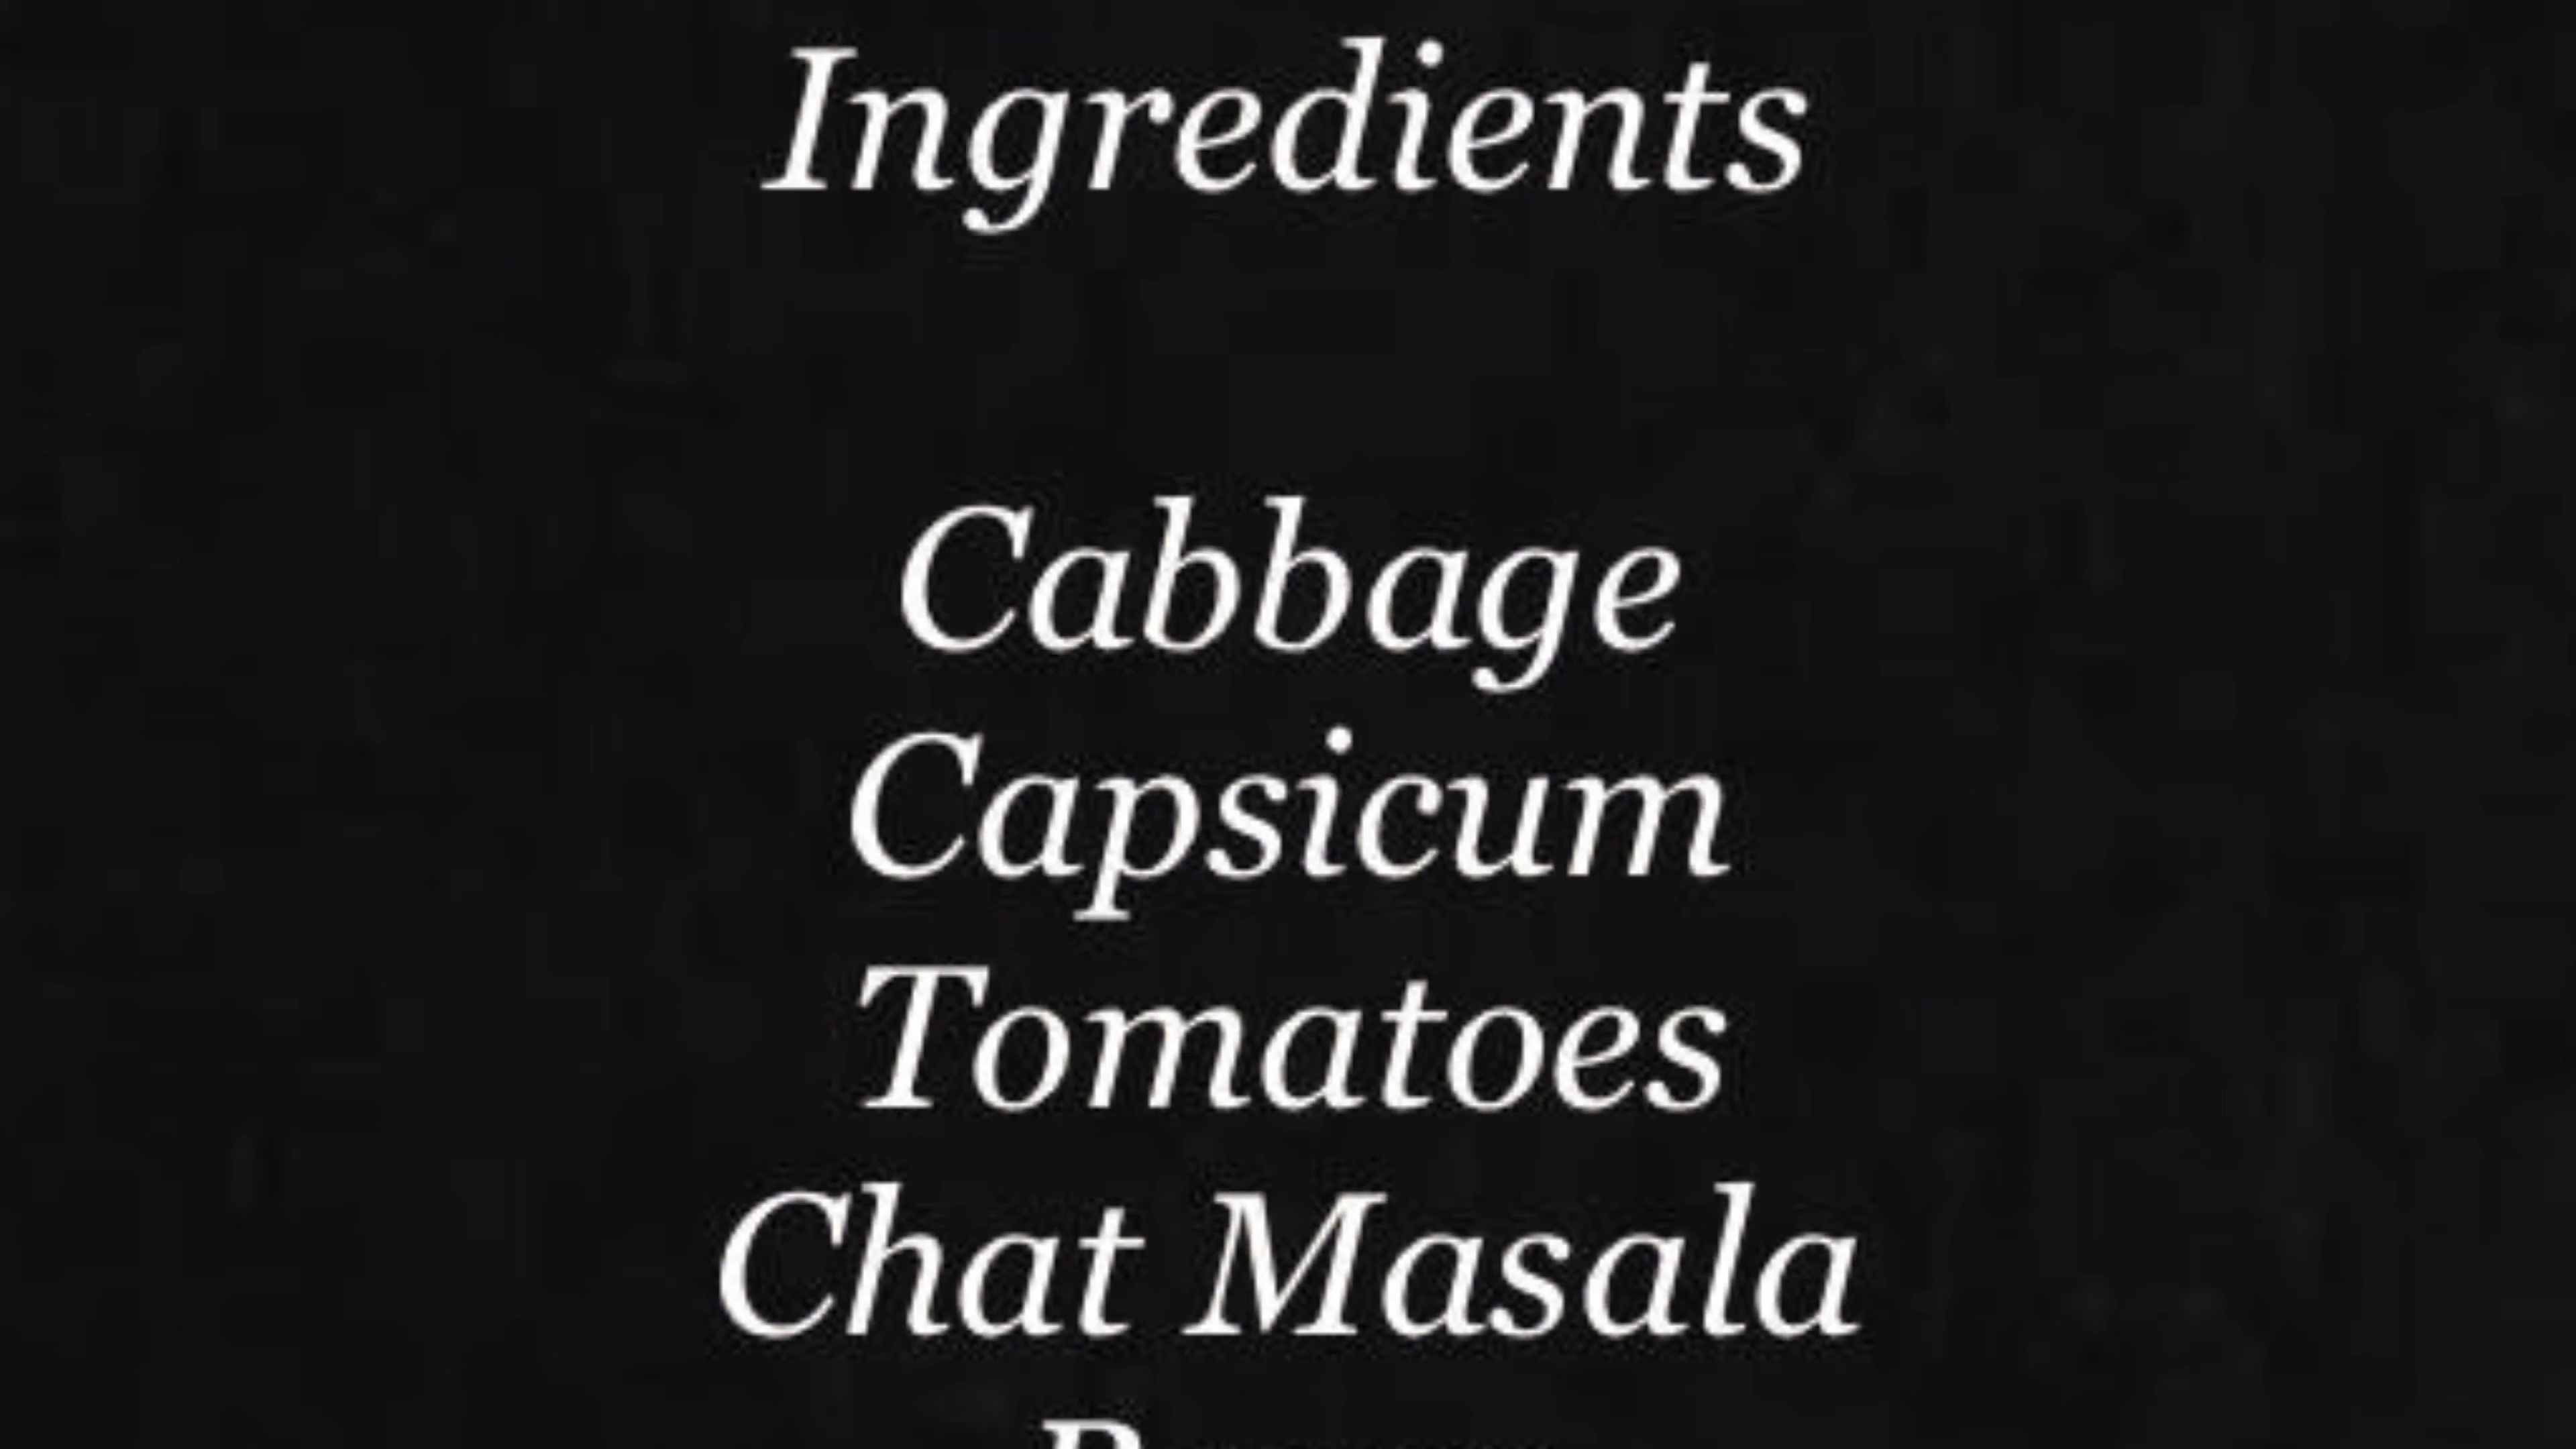 Ingredients
Cabbage
Capsicum
Tomatoes
Chat Masala